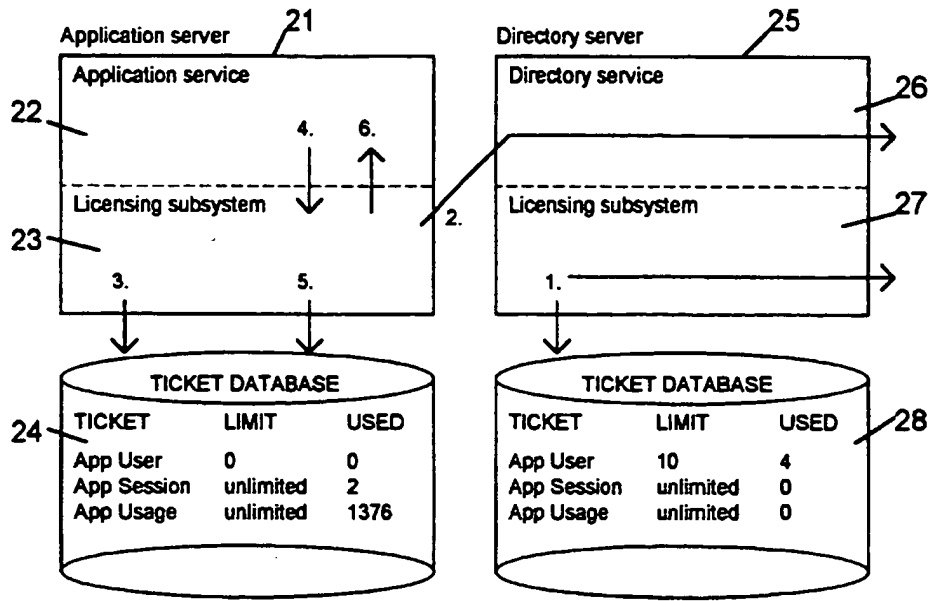 21
25
Application server
Directory server
Application service
Directory service
22
26
4. 6.
Licensing subsystem
2.
Licensing subsystem
27
23
3. 5.
1.
TICKET DATABASE
TICKET LIMIT USED
App User 0 0
App Session unlimited 2
App Usage unlimited 1376
24
TICKET DATABASE
TICKET LIMIT USED
App User 10 4
App Session unlimited 0
App Usage unlimited 0
28